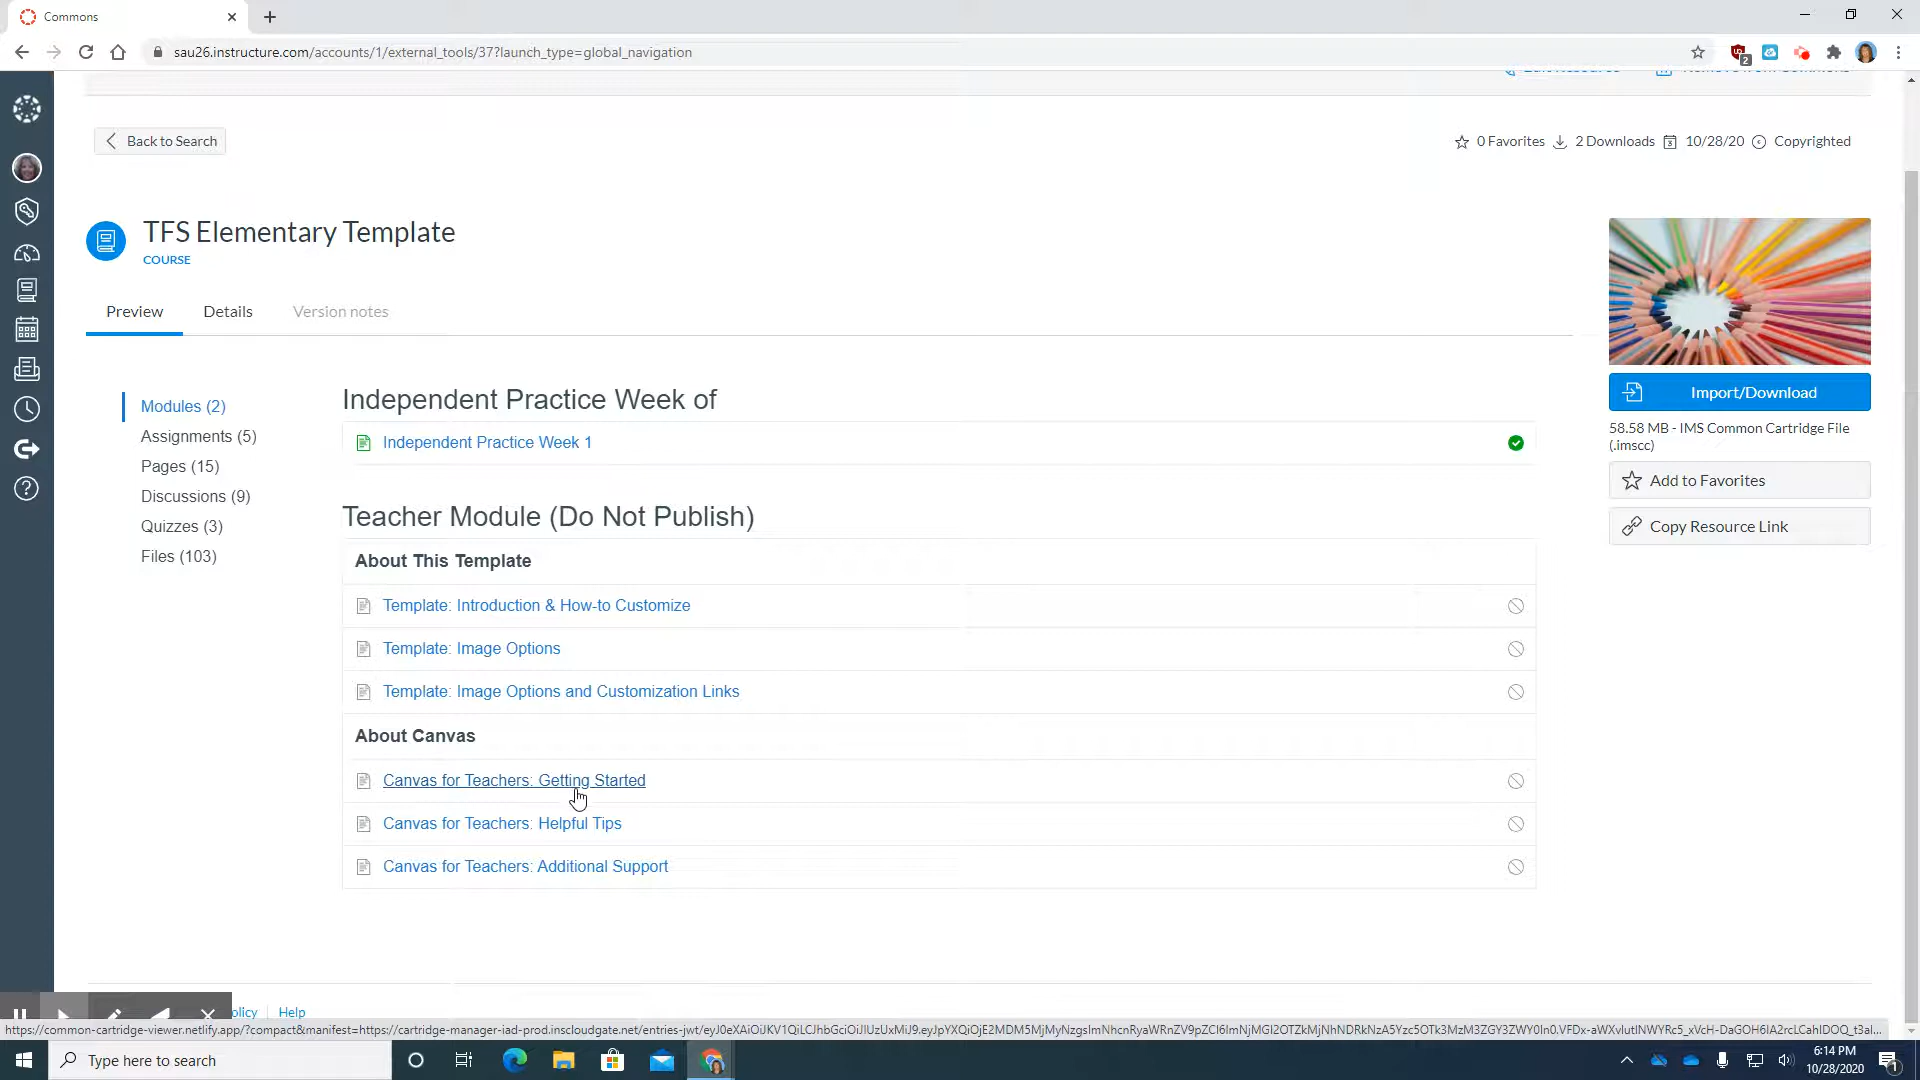 Commons
sau26.instructure.com/accounts/1/external_tools/37?launch_type=global_navigation
2
Back to Search
0 Favorites 2 Downloads 10/28/20 Copyrighted
TFS Elementary Template
COURSE
Preview Details Version notes
Modules (2)
Assignments (5)
Pages (15)
Discussions (9)
Quizzes (3)
Files (103)
Independent Practice Week of
Independent Practice Week 1
Teacher Module (Do Not Publish)
About This Template
Template: Introduction & How-to Customize
Template: Image Options
Template: Image Options and Customization Links
About Canvas
Canvas for Teachers: Getting Started
Canvas for Teachers: Helpful Tips
Canvas for Teachers: Additional Support
Import/Download
58.58 MB - IMS Common Cartridge File
(.imscc)
Add to Favorites
Copy Resource Link
olicy Help
Type here to search
6:14 PM
10/28/2020
1